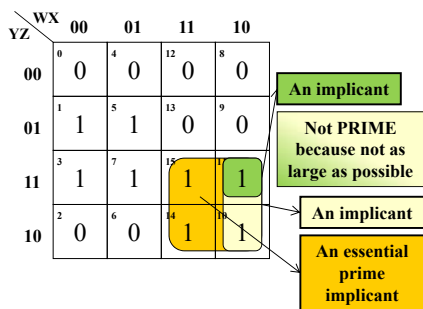 WX
YZ
00 01 11 10
00
0 0 4 0 12 0 8 0
01
1 1 5 1 13 0 9 0
11
3 1 7 1 15 1 1
10
2 0 6 0 14 1 10 1
An implicant
Not PRIME
because not as
large as possible
An implicant
An essential
prime
implicant